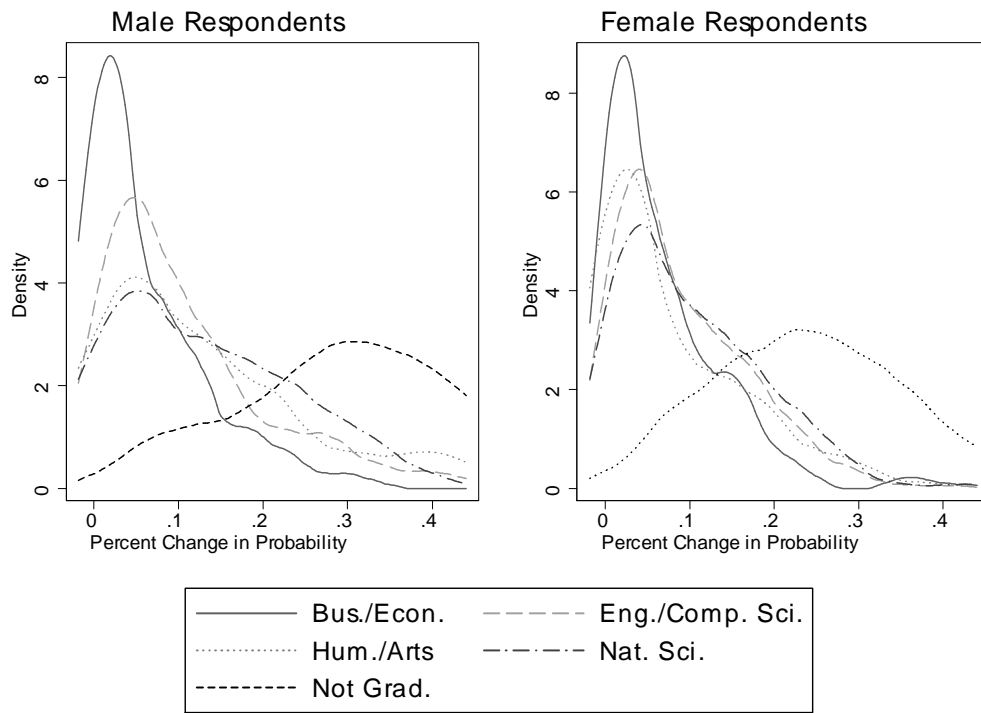 Male Respondents
Female Respondents
Density
8
6
4
2
0
0 .1 .2 .3 .4
Percent Change in Probability
Density
8
6
4
2
0
0 .1 .2 .3 .4
Percent Change in Probability
Bus./Econ.
Eng./Comp. Sci.
Hum./Arts
Nat. Sci.
Not Grad.